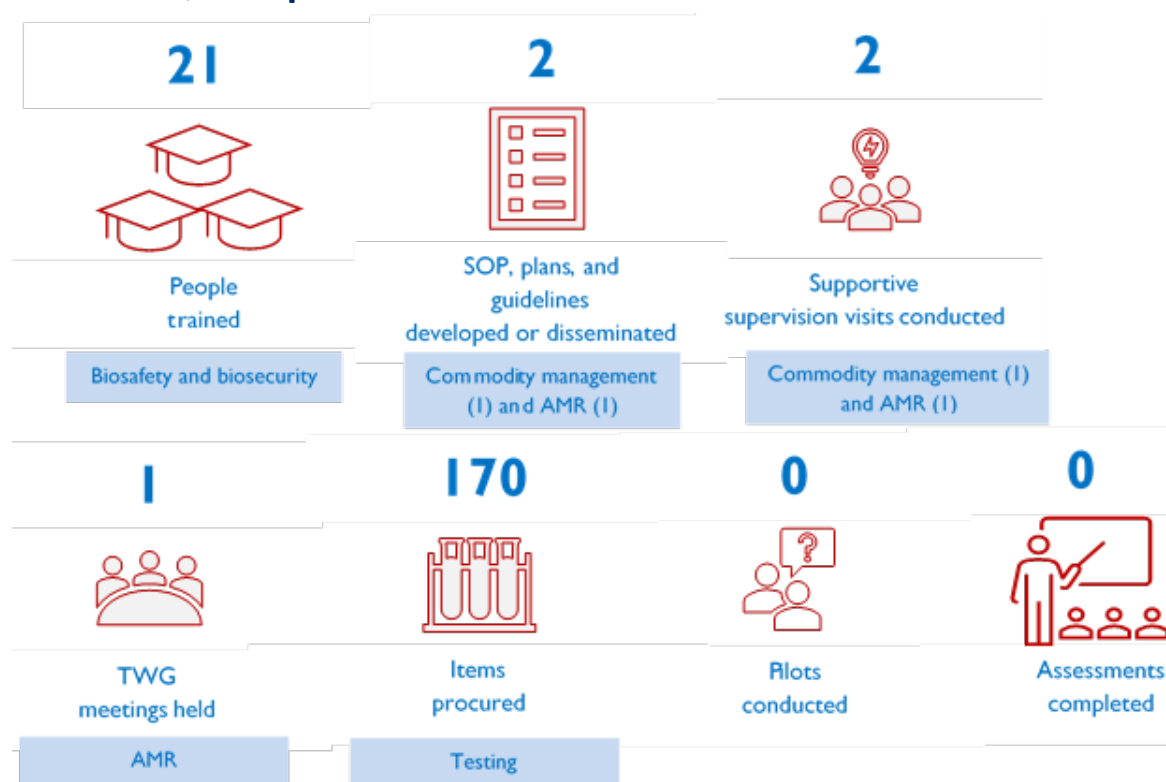 21
2
2
People
trained
SOP, plans, and
guidelines
developed or disseminated
Supportive
supervision visits conducted
Biosafety and biosecurity
Commodity management
(1) and AMR (1)
Commodity management (1)
and AMR (1)
1
170
0
0
?
TWG
meetings held
Items
procured
Pilots
conducted
Assessments
completed
AMR
Testing